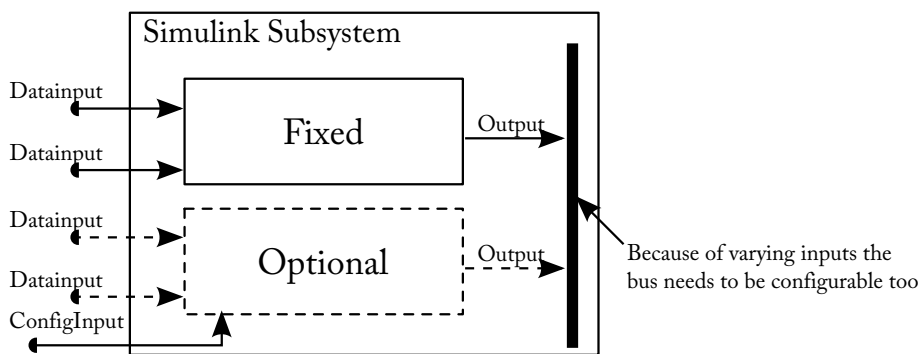 Simulink Subsystem
Datainput
Fixed
Output
Datainput
Datainput
Optional
Output
Because of varying inputs the
bus needs to be configurable too
Datainput
ConfigInput